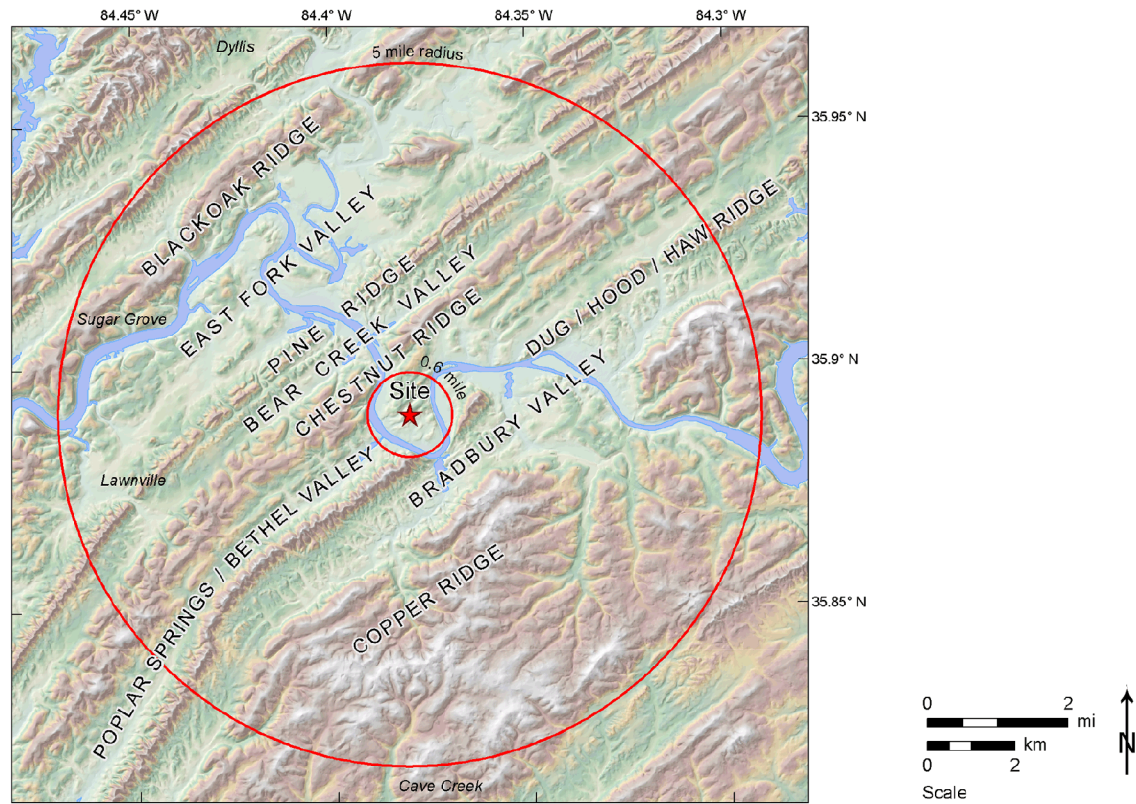 84.45° W
84.4° W
84.35° W
84.3° W
Dyllis
5 mile radius
35.95° N
BLACKOAK RIDGE
EAST FORK VALLEY
DUG / HOOD / HAW RIDGE
PINE RIDGE
BEAR CREEK VALLEY
CHESTNUT RIDGE
Sugar Grove
35.9° N
0.6 mile
Site
BRADBURY VALLEY
Lawnville
POPLAR SPRINGS / BETHEL VALLEY
COPPER RIDGE
35.85° N
Cave Creek
0 2
mi
km
0 2
Scale
N